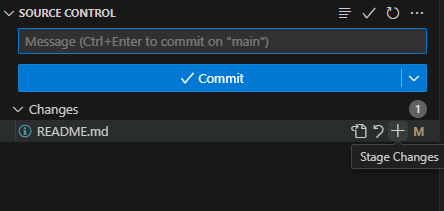 SOURCE CONTROL
Message (Ctrl+Enter to commit on "main")
Commit
Changes 1
README.md M
Stage Changes